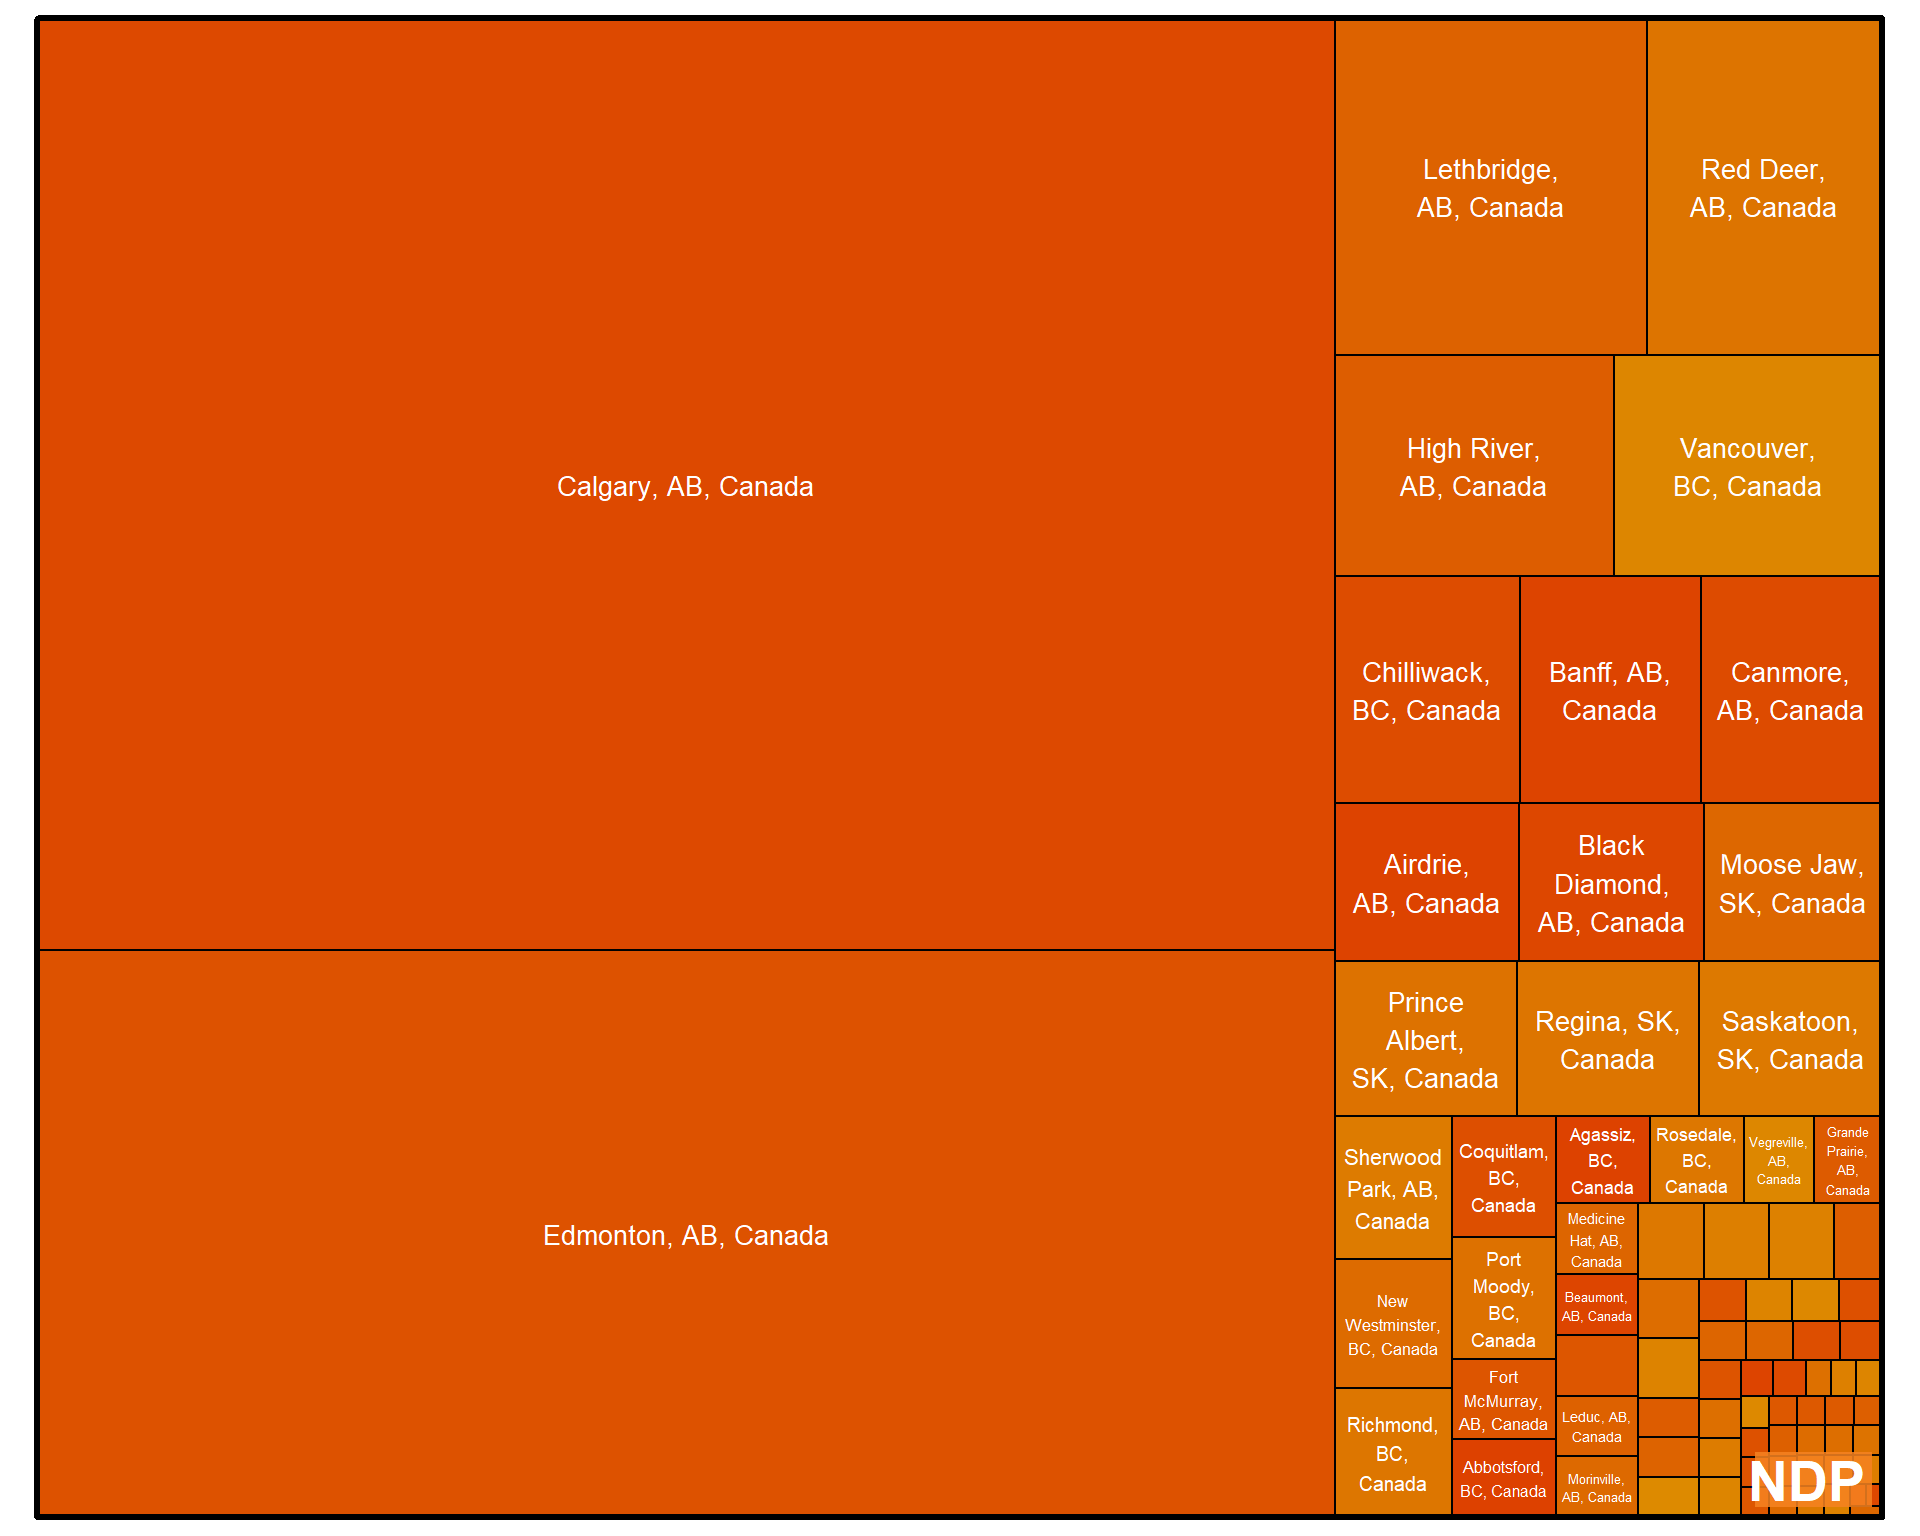 Calgary, AB, Canada
Edmonton, AB, Canada
Lethbridge,
AB, Canada
Red Deer,
AB, Canada
High River,
AB, Canada
Vancouver,
BC, Canada
Chilliwack,
BC, Canada
Banff, AB,
Canada
Canmore,
AB, Canada
Airdrie,
AB, Canada
Black
Diamond,
AB, Canada
Moose Jaw,
SK, Canada
Prince
Albert,
SK, Canada
Regina, SK,
Canada
Saskatoon,
SK, Canada
Sherwood
Park, AB,
Canada
New
Westminster,
BC, Canada
Richmond,
BC,
Canada
Coquitlam,
BC,
Canada
Port
Moody,
BC,
Canada
Fort
McMurray,
AB, Canada
Abbotsford,
BC, Canada
Agassiz,
BC,
Canada
Rosedale,
BC,
Canada
Vegreville,
AB,
Canada
Grande
Prairie,
AB,
Canada
Medicine
Hat, AB,
Canada
Beaumont,
AB, Canada
Leduc, AB,
Canada
Morinville,
AB, Canada
NDP